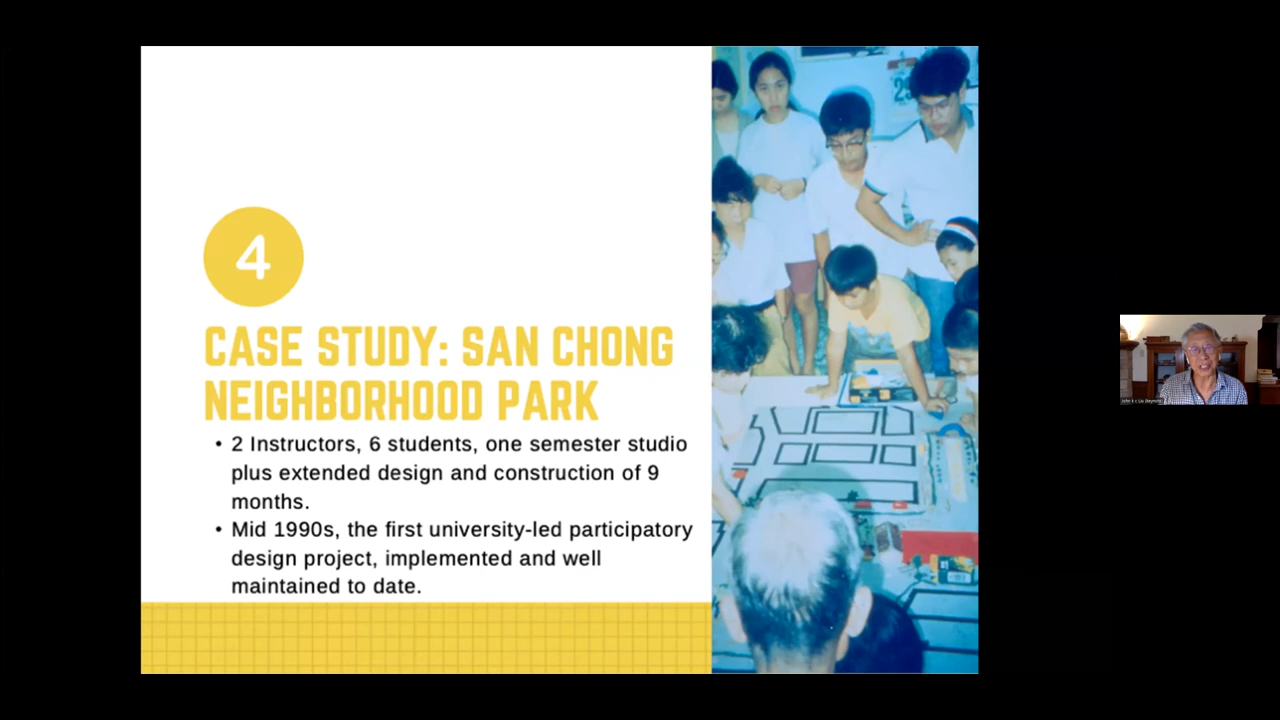 4
CASE STUDY: SAN CHONG
NEIGHBORHOOD PARK
• 2 Instructors, 6 students, one semester studio
plus extended design and construction of 9
months.
• Mid 1990s, the first university-led participatory
design project, implemented and well
maintained to date.